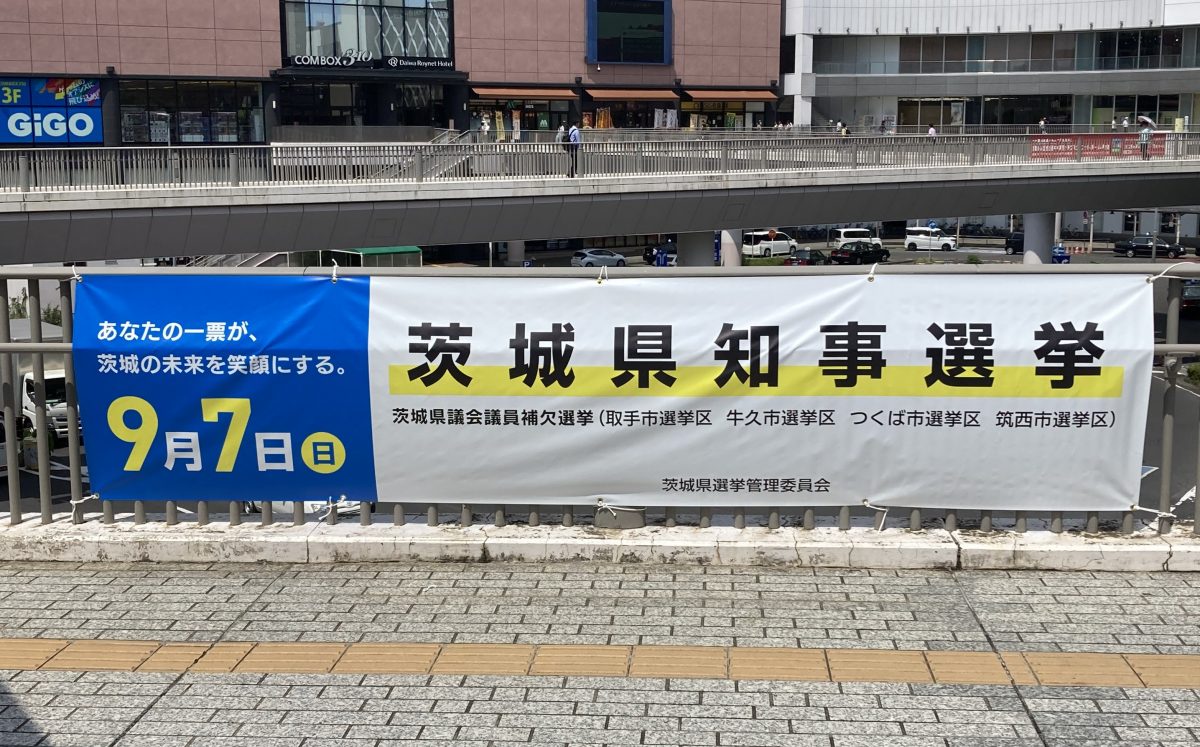 COMBOX 310
Daiwa Roynet Hotel
3F
GiGO
あなたの一票が、
茨城の未来を笑顔にする。
9月7日 日
茨城県知事選挙
茨城県議会議員補欠選挙（取手市選挙区 牛久市選挙区 つくば市選挙区 筑西市選挙区）
茨城県選挙管理委員会